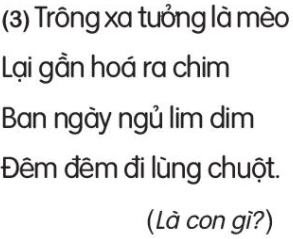 (3) Trông xa tưởng là mèo
Lại gần hoá ra chim
Ban ngày ngủ lim dim
Đêm đêm đi lùng chuột.
(Là con gì?)